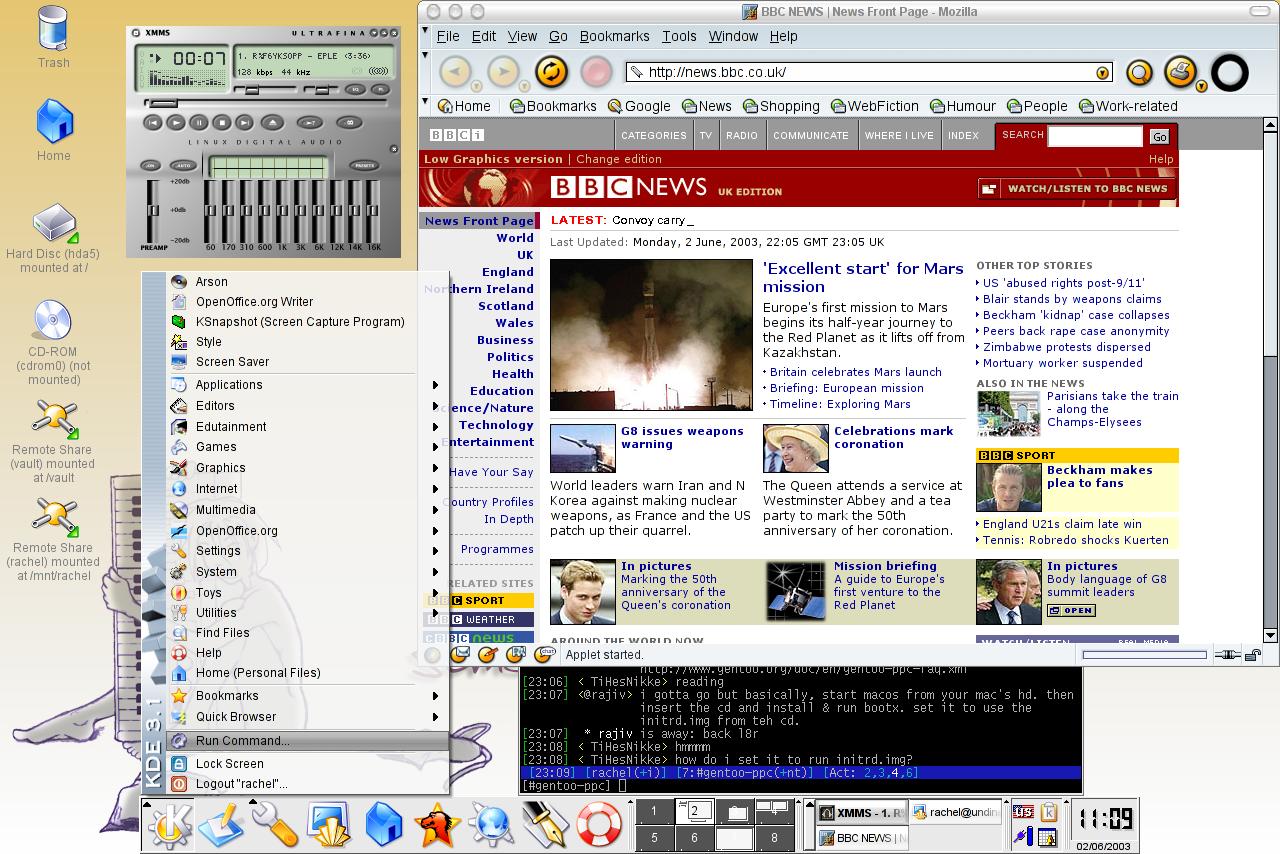 Trash
Home
Hard Disc (hda5)
mounted at /
CD-ROM
(cdrom0) (not
mounted)
Remote Share
(vault) mounted
at /vault
Remote Share
(rachel) mounted
at /mnt/rachel
XMMS
ULTRAFINA
00:07
1. R%F6YKSOPP - EPLE (3:36)
128 kbps 44 kHz
EQ
PL
LINUX DIGITAL AUDIO
ON
AUTO
PRESETS
+20db
+0db
-20db
PREAMP
60 170 310 600 1K 3K 6K 12K 14K 16K
BBC NEWS | News Front Page - Mozilla
File Edit View Go Bookmarks Tools Window Help
http://news.bbc.co.uk/
Home Bookmarks Google News Shopping WebFiction Humour People Work-related
BBCi
CATEGORIES TV RADIO COMMUNICATE WHERE I LIVE INDEX SEARCH Go
Low Graphics version | Change edition
Help
BBC NEWS UK EDITION
WATCH/LISTEN TO BBC NEWS
News Front Page
World
UK
England
Northern Ireland
Scotland
Wales
Business
Politics
Health
Education
cience/Nature
Technology
Entertainment
Have Your Say
ountry Profiles
In Depth
Programmes
RELATED SITES
BBC SPORT
BBC WEATHER
CBBC news
LATEST: Convoy carry_
Last Updated: Monday, 2 June, 2003, 22:05 GMT 23:05 UK
'Excellent start' for Mars
mission
Europe's first mission to Mars
begins its half-year journey to
the Red Planet as it lifts off from
Kazakhstan.
Britain celebrates Mars launch
Briefing: European mission
Timeline: Exploring Mars
G8 issues weapons
warning
World leaders warn Iran and N
Korea against making nuclear
weapons, as France and the US
patch up their quarrel.
Celebrations mark
coronation
The Queen attends a service at
Westminster Abbey and a tea
party to mark the 50th
anniversary of her coronation.
In pictures
Marking the 50th
anniversary of the
Queen's coronation
Mission briefing
A guide to Europe's
first venture to the
Red Planet
AROUND THE WORLD NOW
OTHER TOP STORIES
US 'abused rights post-9/11'
Blair stands by weapons claims
Beckham 'kidnap' case collapses
Peers back rape case anonymity
Zimbabwe protests dispersed
Mortuary worker suspended
ALSO IN THE NEWS
Parisians take the train
- along the
Champs-Elysees
BBC SPORT
Beckham makes
plea to fans
England U21s claim late win
Tennis: Robredo shocks Kuerten
In pictures
Body language of G8
summit leaders
OPEN
WATCH/LISTEN REAL MEDIA
Applet started.
Arson
OpenOffice.org Writer
KSnapshot (Screen Capture Program)
Style
Screen Saver
Applications
Editors
Edutainment
Games
Graphics
Internet
Multimedia
OpenOffice.org
Settings
System
Toys
Utilities
Find Files
Help
Home (Personal Files)
Bookmarks
Quick Browser
Run Command...
Lock Screen
Logout "rachel"...
KDE 3.1
http://www.gentoo.org/doc/en/gentoo-ppc-faq.xml
[23:06] < TiHesNikke> reading
[23:07] <@rajiv> i gotta go but basically, start macos from your mac's hd. then
insert the cd and install & run bootx. set it to use the
initrd.img from teh cd.
[23:07] * rajiv is away: back l8r
[23:08] < TiHesNikke> hmmmm
[23:08] < TiHesNikke> how do i set it to run initrd.img?
[23:09] [rachel(+i)] [7:#gentoo-ppc(+nt)] [Act: 2,3,4,6]
[#gentoo-ppc]
1 2 4
5 6 8
XMMS - 1. R
rachel@undin
BBC NEWS | N
11:09
02/06/2003